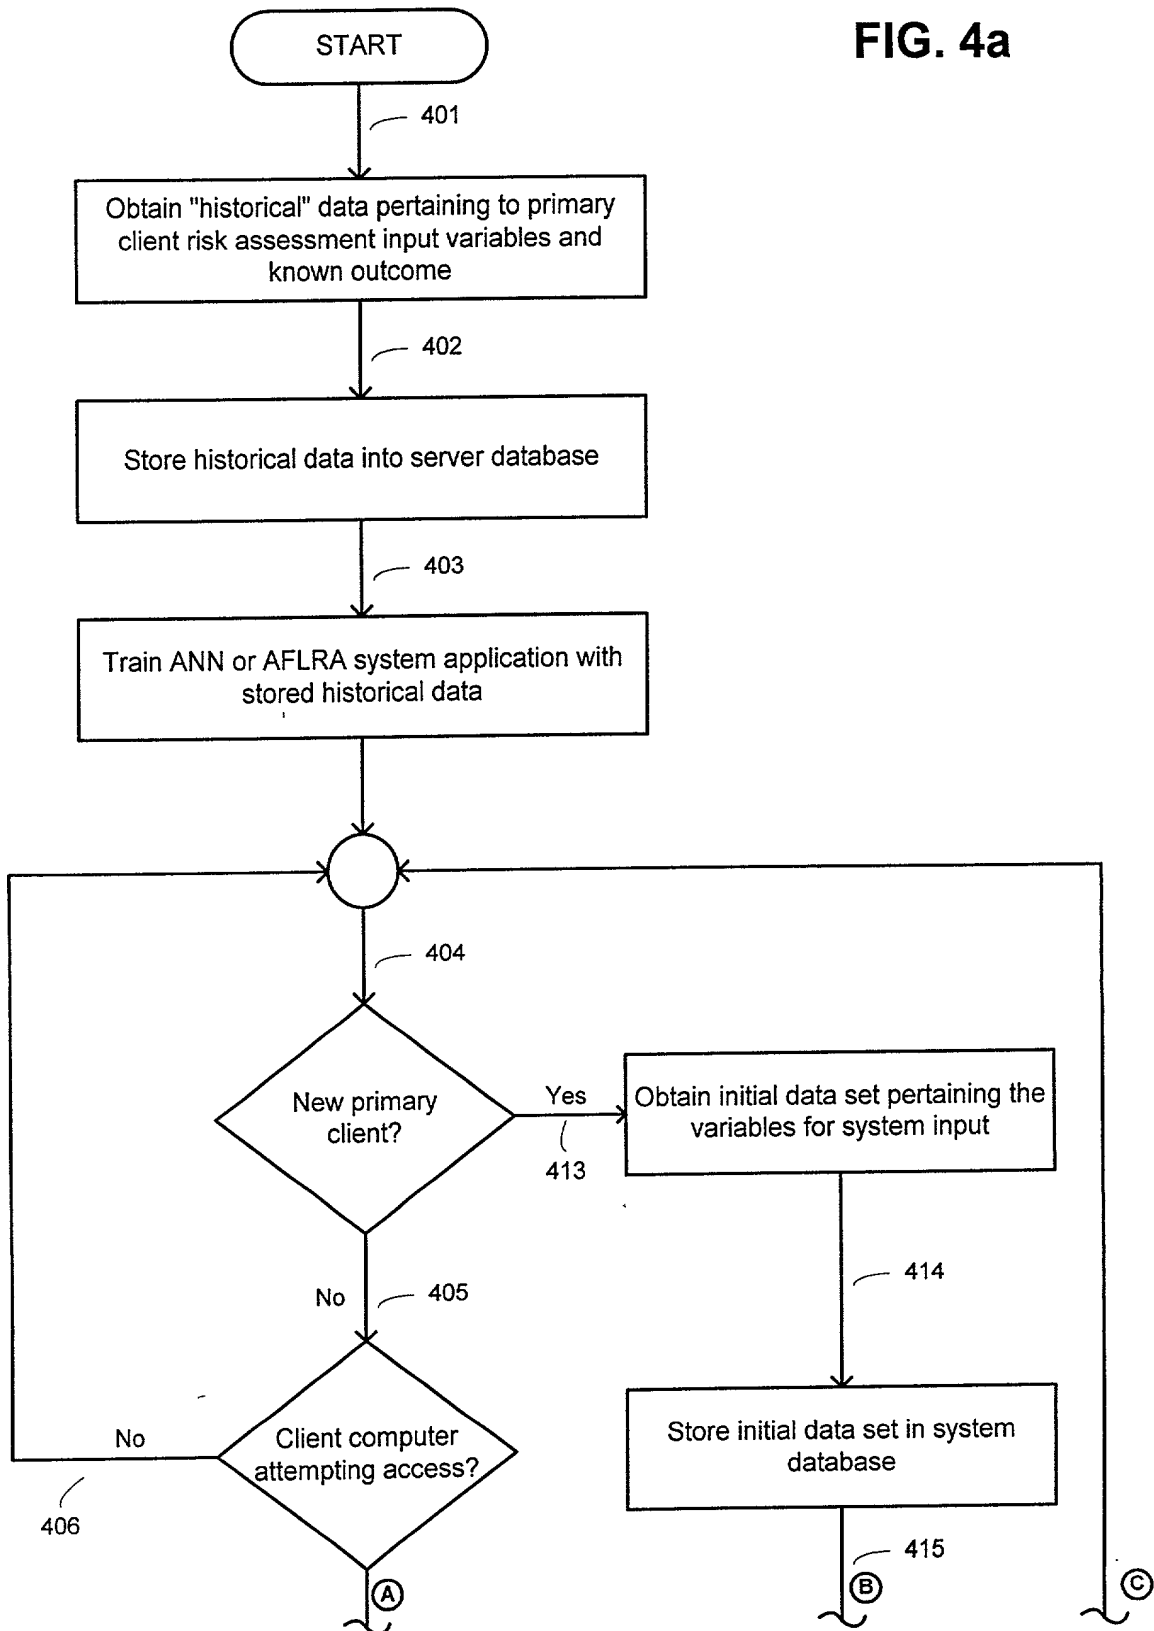 START
FIG. 4a
401
Obtain "historical" data pertaining to primary
client risk assessment input variables and
known outcome
402
Store historical data into server database
403
Train ANN or AFLRA system application with
stored historical data
404
New primary
client?
Yes
413
Obtain initial data set pertaining the
variables for system input
No
405
414
Client computer
attempting access?
No
406
Store initial data set in system
database
415
A
B
C